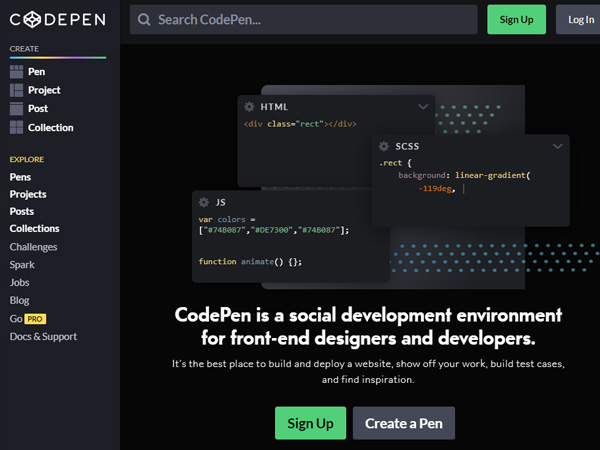 CODEPEN
Search CodePen...
Sign Up
Log In
CREATE
Pen
Project
Post
Collection
EXPLORE
Pens
Projects
Posts
Collections
Challenges
Spark
Jobs
Blog
Go PRO
Docs & Support
HTML
<div class="rect"></div>
SCSS
.rect {
background: linear-gradient(
-119deg,
JS
var colors =
["#74B087","#DE7300","#74B087"];
function animate() {};
CodePen is a social development environment
for front-end designers and developers.
It's the best place to build and deploy a website, show off your work, build test cases,
and find inspiration.
Sign Up
Create a Pen